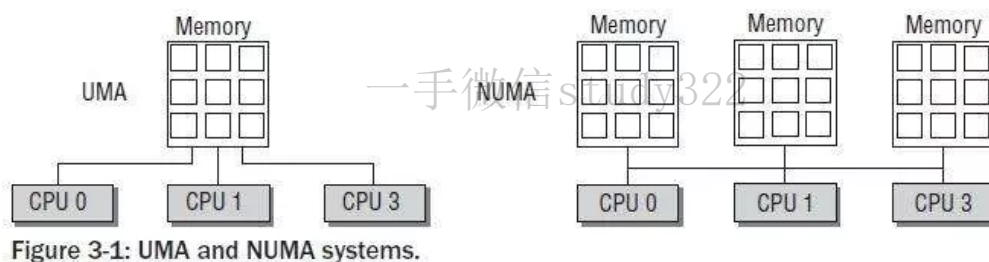 Memory
UMA
CPU 0
CPU 1
CPU 3
Memory
Memory
Memory
NUMA
CPU 0
CPU 1
CPU 3
一手微信study322
Figure 3-1: UMA and NUMA systems.